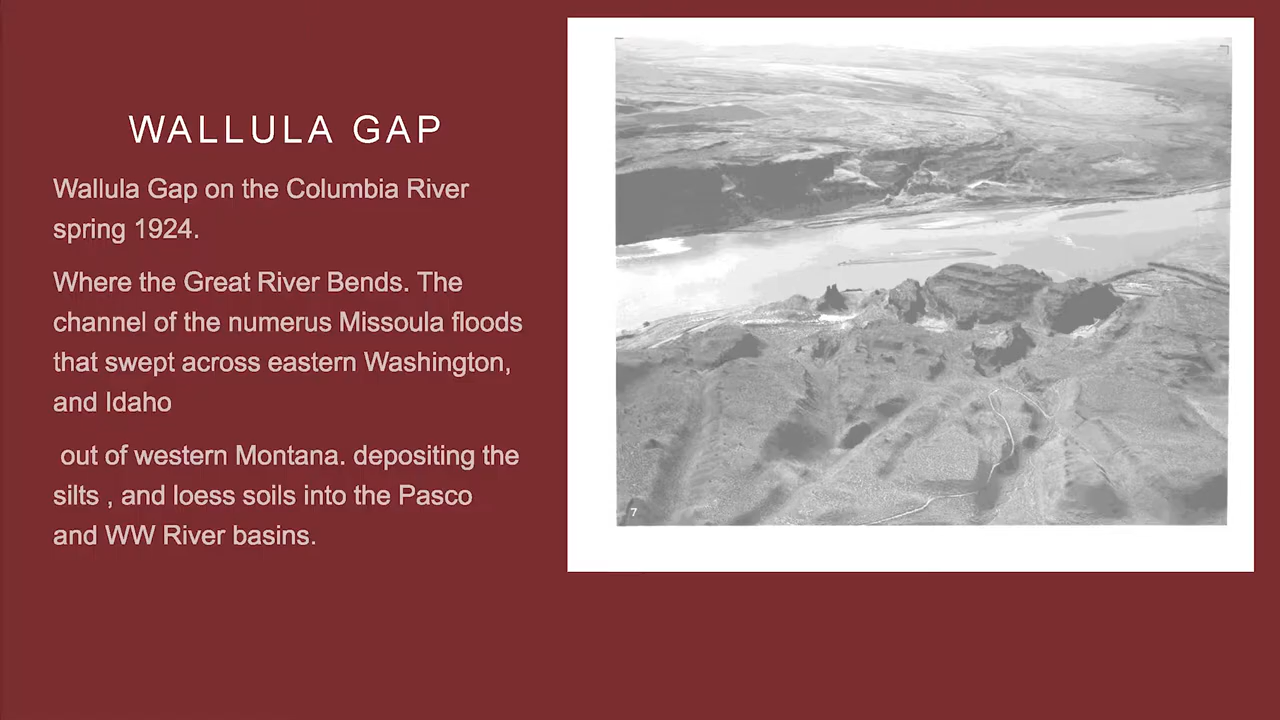 WALLULA GAP
Wallula Gap on the Columbia River
spring 1924.
Where the Great River Bends. The
channel of the numerus Missoula floods
that swept across eastern Washington,
and Idaho
out of western Montana. depositing the
silts , and loess soils into the Pasco
and WW River basins.
7